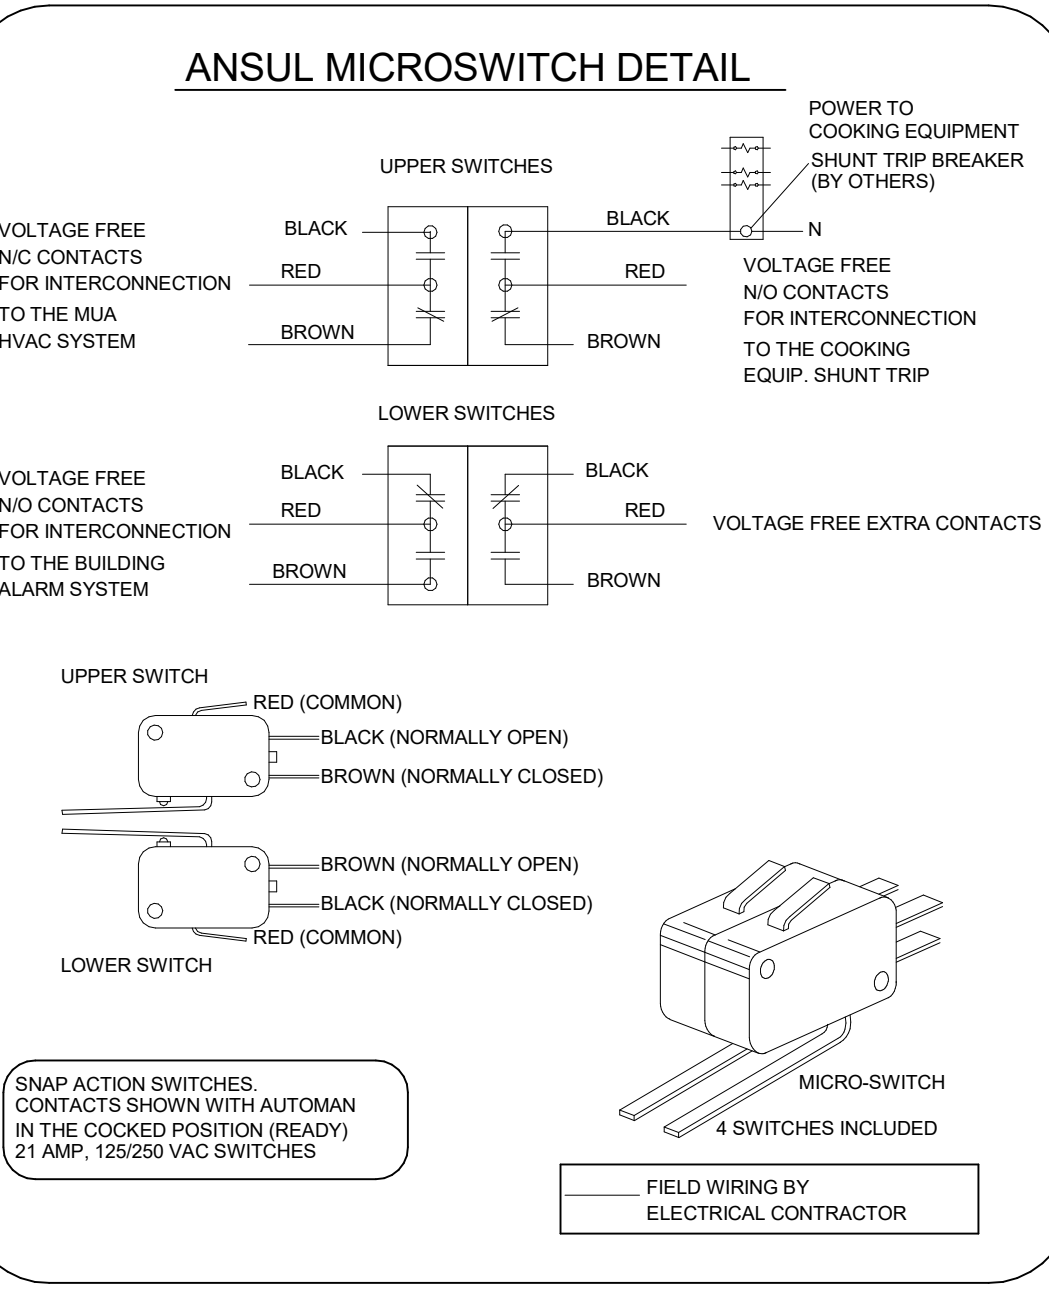 ANSUL MICROSWITCH DETAIL
POWER TO
COOKING EQUIPMENT
SHUNT TRIP BREAKER
(BY OTHERS)
UPPER SWITCHES
VOLTAGE FREE
N/C CONTACTS
FOR INTERCONNECTION
TO THE MUA
HVAC SYSTEM
BLACK
RED
BROWN
BLACK
RED
BROWN
N
VOLTAGE FREE
N/O CONTACTS
FOR INTERCONNECTION
TO THE COOKING
EQUIP. SHUNT TRIP
LOWER SWITCHES
VOLTAGE FREE
N/O CONTACTS
FOR INTERCONNECTION
TO THE BUILDING
ALARM SYSTEM
BLACK
RED
BROWN
BLACK
RED
BROWN
VOLTAGE FREE EXTRA CONTACTS
UPPER SWITCH
RED (COMMON)
BLACK (NORMALLY OPEN)
BROWN (NORMALLY CLOSED)
BROWN (NORMALLY OPEN)
BLACK (NORMALLY CLOSED)
RED (COMMON)
LOWER SWITCH
MICRO-SWITCH
4 SWITCHES INCLUDED
SNAP ACTION SWITCHES.
CONTACTS SHOWN WITH AUTOMAN
IN THE COCKED POSITION (READY)
21 AMP, 125/250 VAC SWITCHES
FIELD WIRING BY
ELECTRICAL CONTRACTOR